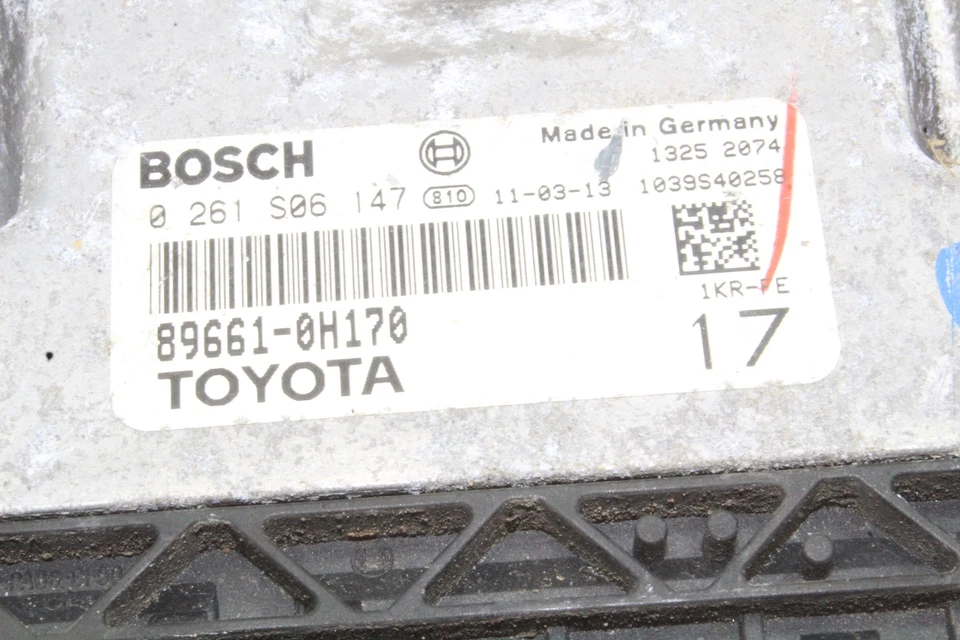 BOSCH
Made in Germany
1325 2074
0 261 S06 147 810 11-03-13 1039S40258
1KR-FE
89661-0H170
17
TOYOTA